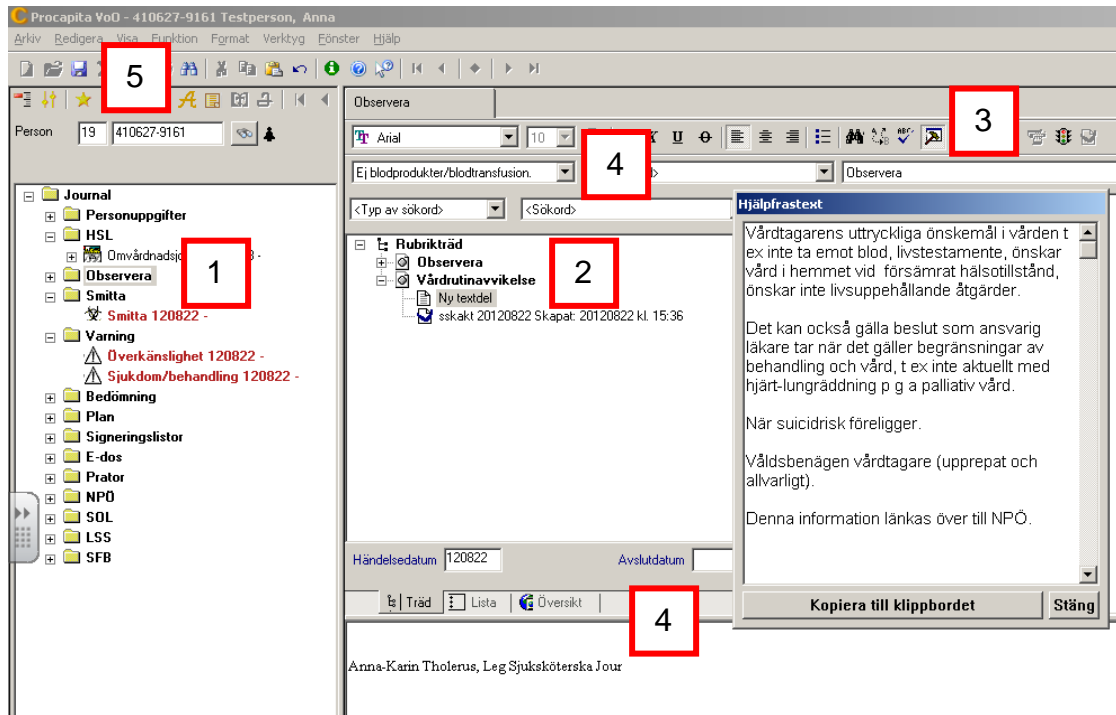 Procapita VoO - 410627-9161 Testperson, Anna
Arkiv Redigera Visa Funktion Format Verktyg Fönster Hjälp
5
Person 19 410627-9161
Journal
Personuppgifter
HSL
1
Observera
Smitta
Smitta 120822 -
Varning
Överkänslighet 120822 -
Sjukdom/behandling 120822 -
Bedömning
Plan
Signeringslistor
E-dos
Prator
NPÖ
SOL
LSS
SFB
Observera
3
Arial 10 K U
4
Ej blodprodukter/blodtransfusion. Observera
<Typ av sökord> <Sökord>
Rubrikträd
Observera
2
Vårdrutinavvikelse
Ny textdel
sskakt 20120822 Skapat: 20120822 kl. 15:36
Händelsedatum 120822 Avslutdatum
Träd Lista Översikt
4
Anna-Karin Tholerus, Leg Sjuksköterska Jour
Hjälpfrastext
Vårdtagarens uttryckliga önskemål i vården t
ex inte ta emot blod, livstestamente, önskar
vård i hemmet vid försämrat hälsotillstånd,
önskar inte livsuppehållande åtgärder.
Det kan också gälla beslut som ansvarig
läkare tar när det gäller begränsningar av
behandling och vård, t ex inte aktuellt med
hjärt-lungräddning p g a palliativ vård.
När suicidrisk föreligger.
Våldsbenägen vårdtagare (upprepat och
allvarligt).
Denna information länkas över till NPÖ.
Kopiera till klippbordet Stäng